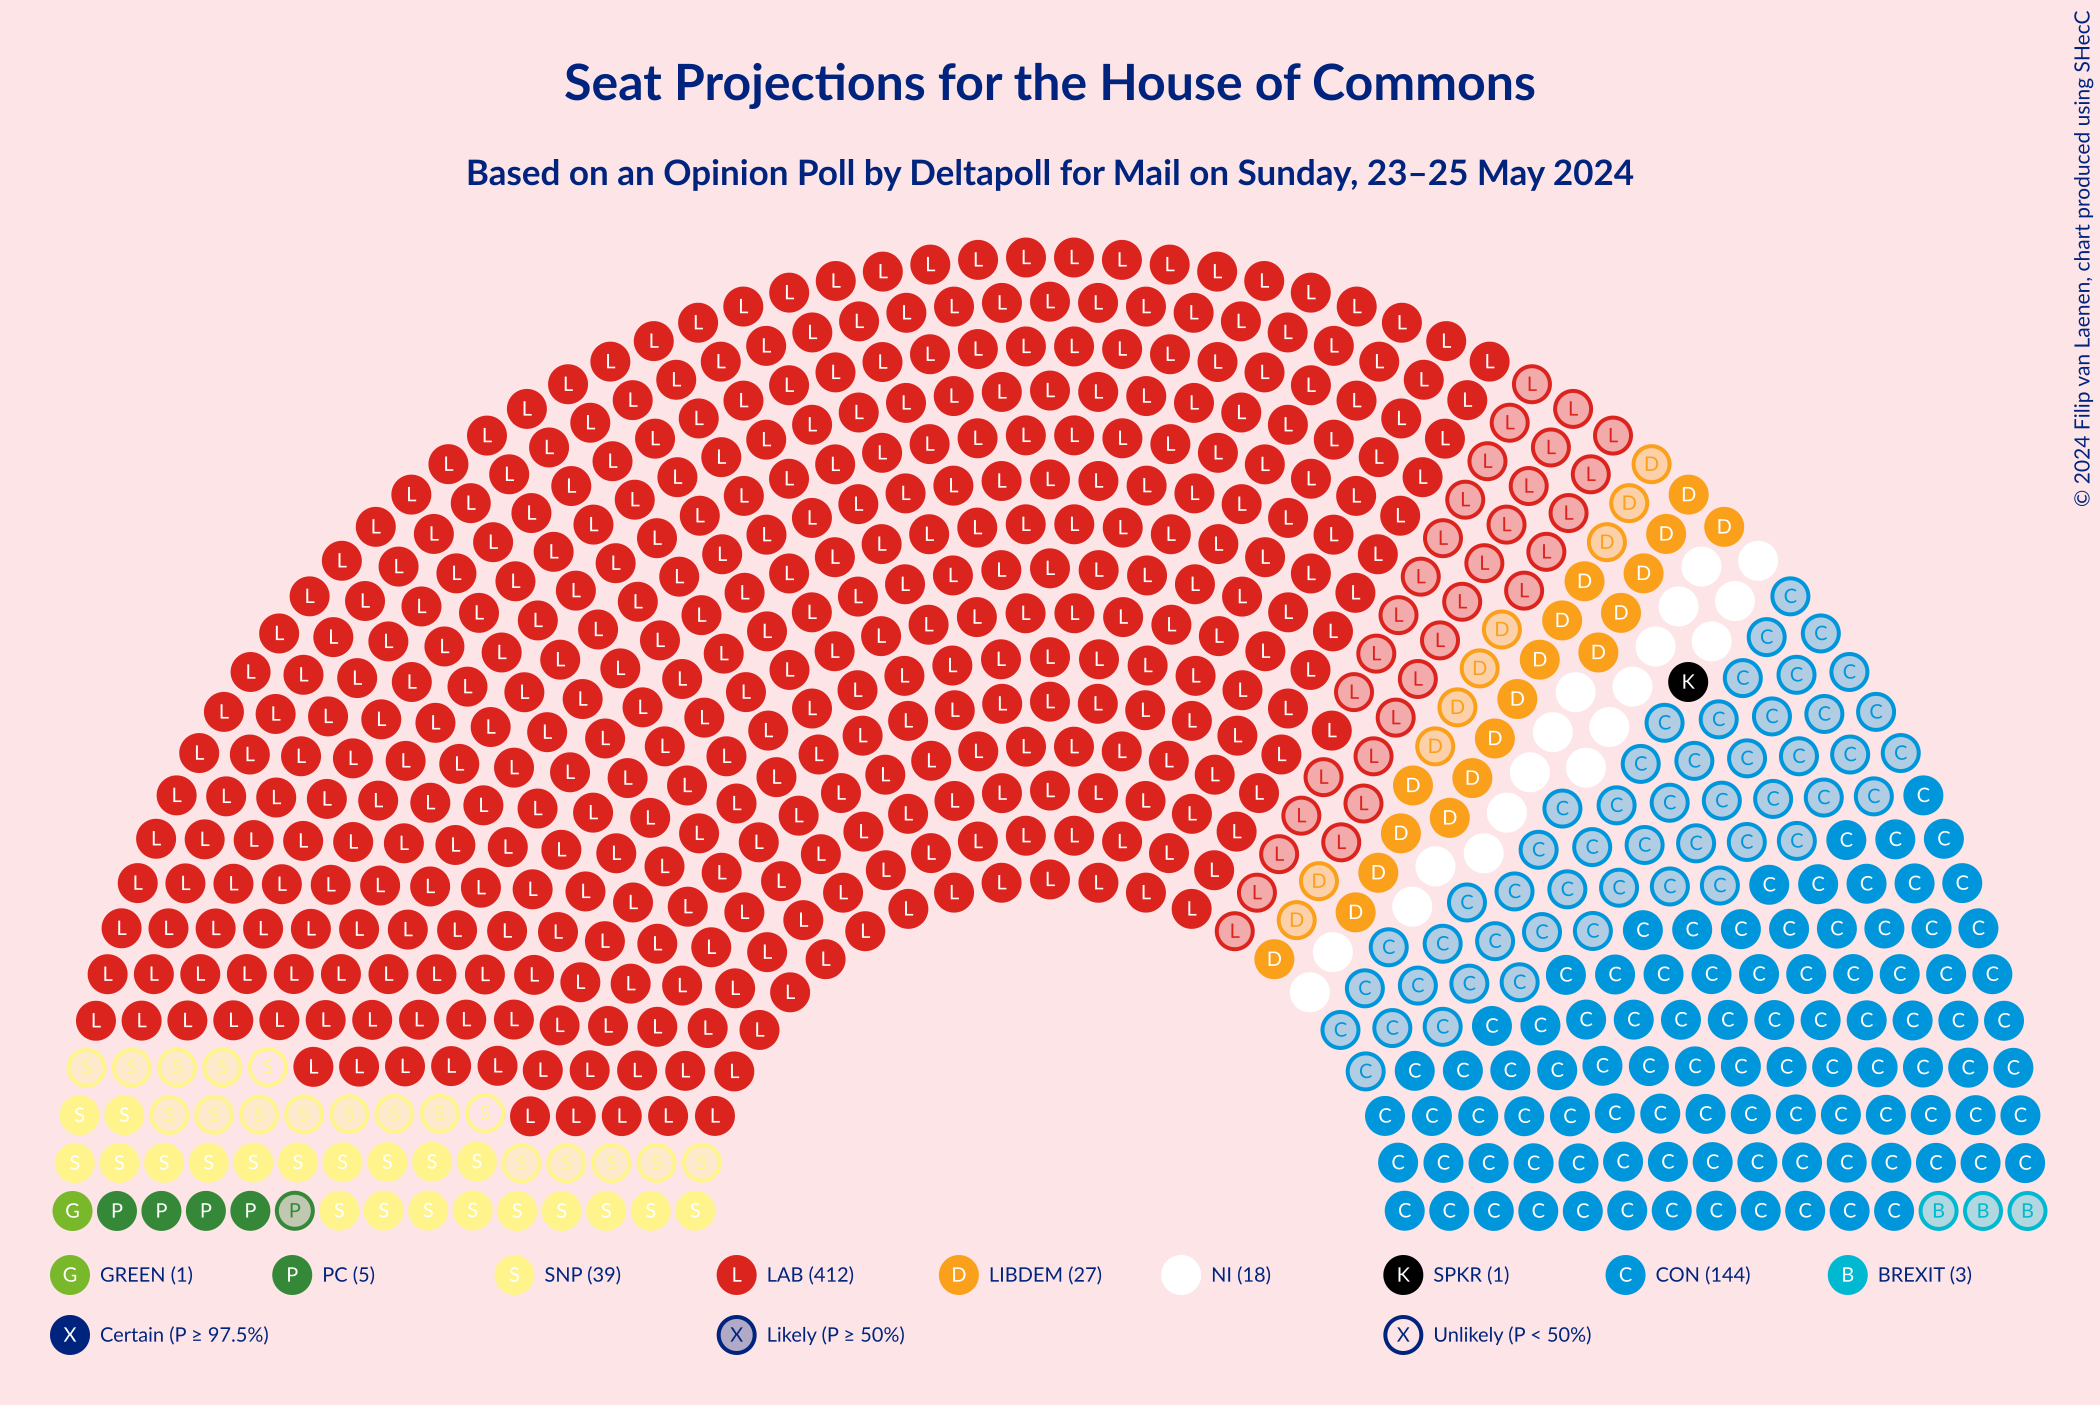 Seat Projections for the House of Commons
Based on an Opinion Poll by Deltapoll for Mail on Sunday, 23–25 May 2024
© 2024 Filip van Laenen, chart produced using SHecC
G GREEN (1) P PC (5) S SNP (39) L LAB (412) D LIBDEM (27) NI (18) K SPKR (1) C CON (144) B BREXIT (3)
X Certain (P ≥ 97.5%) X Likely (P ≥ 50%) X Unlikely (P < 50%)